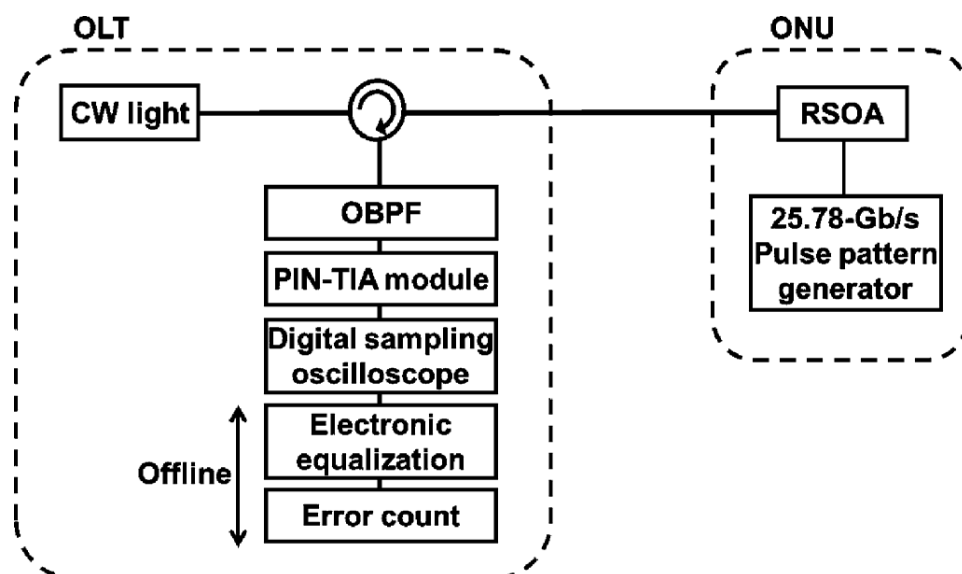 OLT
ONU
CW light
RSOA
OBPF
25.78-Gb/s
Pulse pattern
generator
PIN-TIA module
Digital sampling
oscilloscope
Electronic
equalization
Offline
Error count